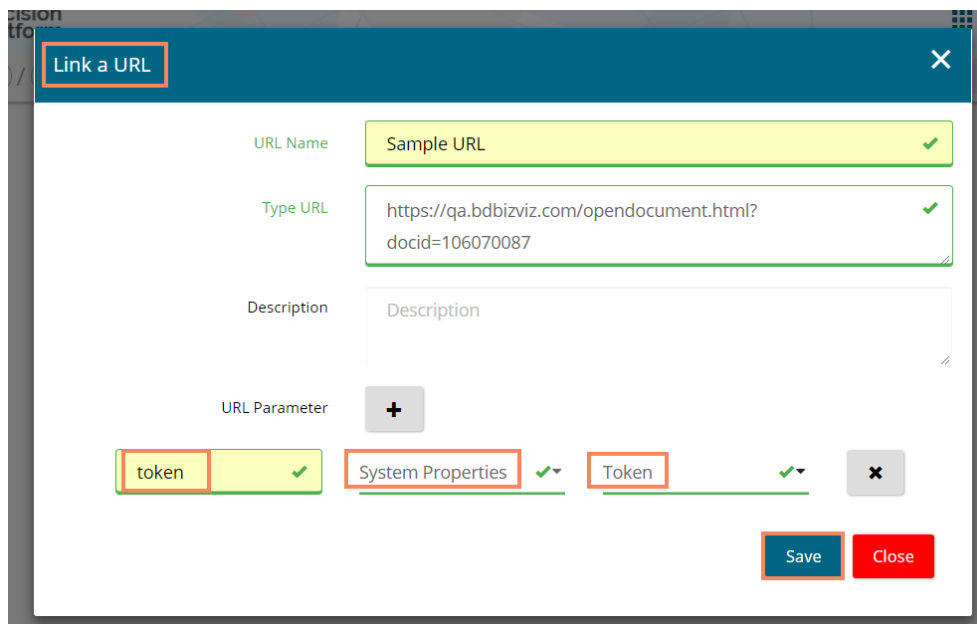 Link a URL
URL Name
Sample URL
Type URL
https://qa.bdbizviz.com/opendocument.html?
docid=106070087
Description
Description
URL Parameter
+
token
System Properties
Token
Save
Close